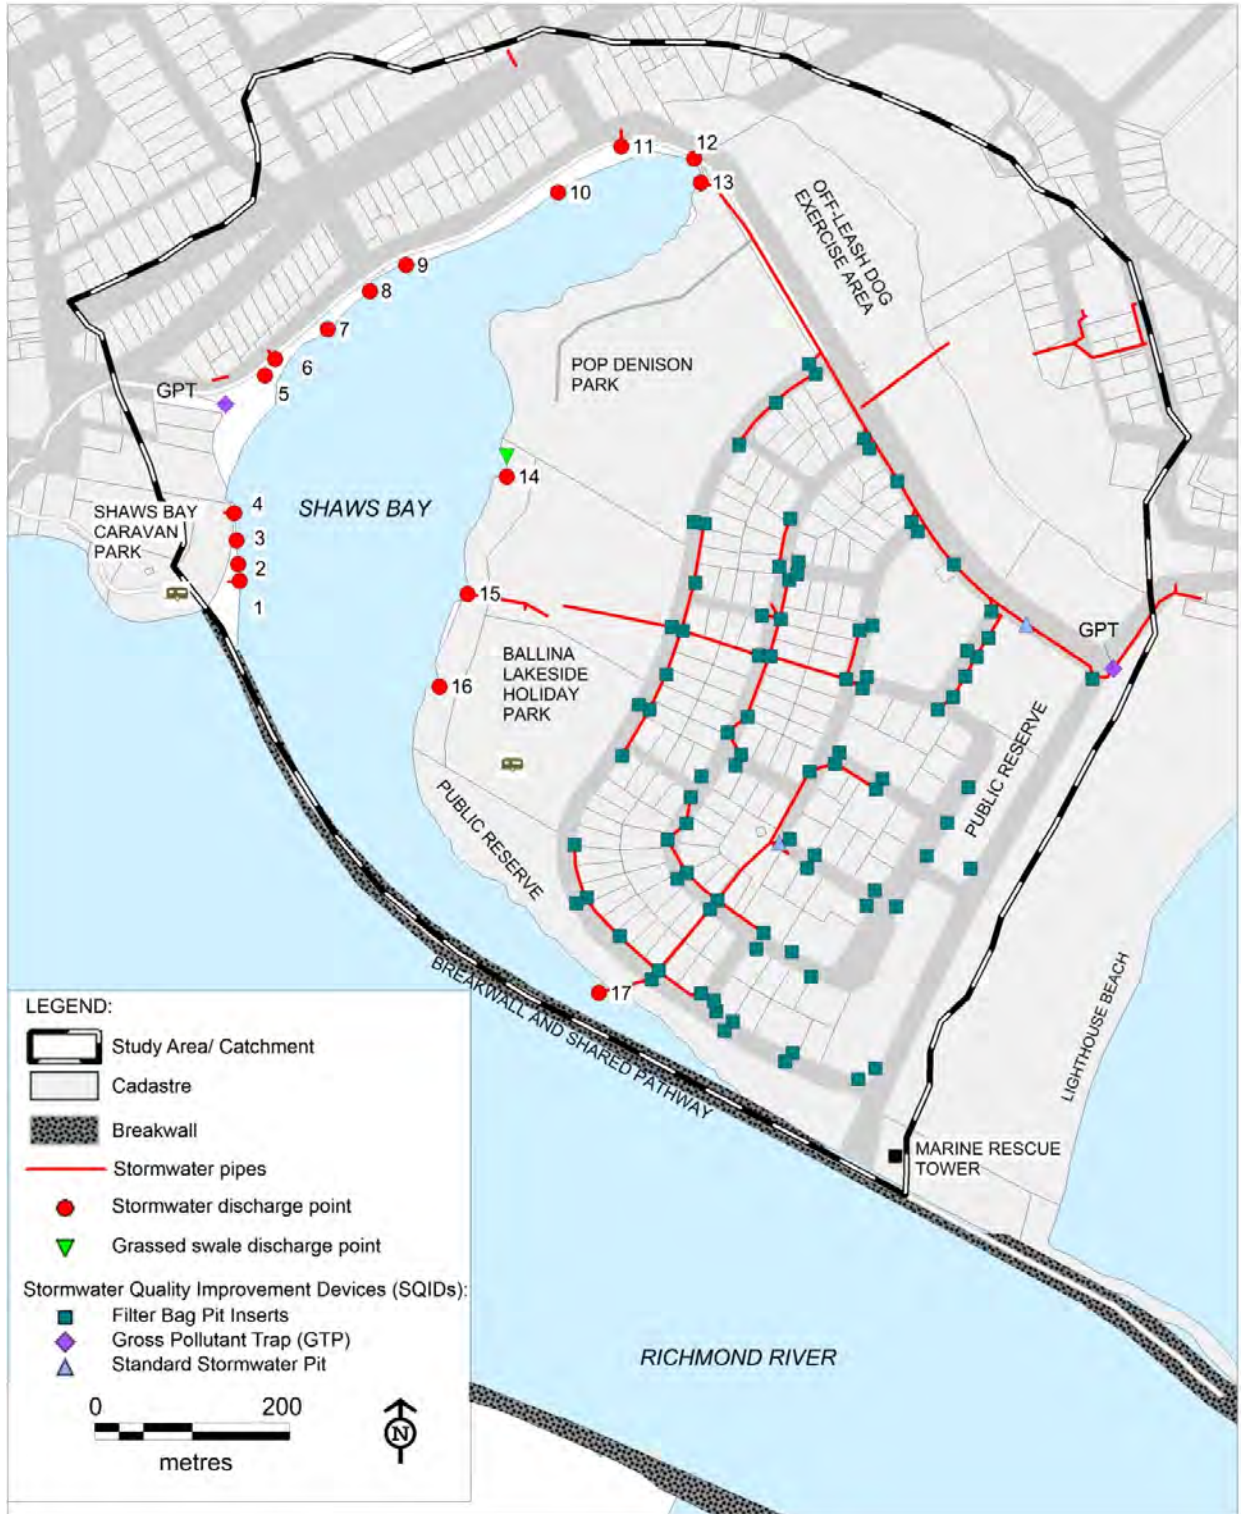 11
12
10
13
OFF-LEASH DOG
EXERCISE AREA
9
8
7
6
5
GPT
POP DENISON
PARK
14
SHAWS BAY
SHAWS BAY
CARAVAN
PARK
4
3
2
1
15
GPT
BALLINA
LAKESIDE
HOLIDAY
PARK
16
PUBLIC RESERVE
PUBLIC RESERVE
17
BREAKWALL AND SHARED PATHWAY
LIGHTHOUSE BEACH
MARINE RESCUE
TOWER
RICHMOND RIVER
LEGEND:
Study Area/ Catchment
Cadastre
Breakwall
Stormwater pipes
Stormwater discharge point
Grassed swale discharge point
Stormwater Quality Improvement Devices (SQIDs):
Filter Bag Pit Inserts
Gross Pollutant Trap (GTP)
Standard Stormwater Pit
0 200
metres
N